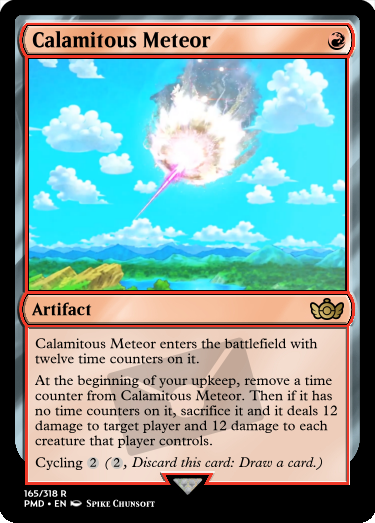 Calamitous Meteor
Artifact
Calamitous Meteor enters the battlefield with
twelve time counters on it.
At the beginning of your upkeep, remove a time
counter from Calamitous Meteor. Then if it has
no time counters on it, sacrifice it and it deals 12
damage to target player and 12 damage to each
creature that player controls.
Cycling 2 (2, Discard this card: Draw a card.)
165/318 R
PMD • EN Spike Chunsoft